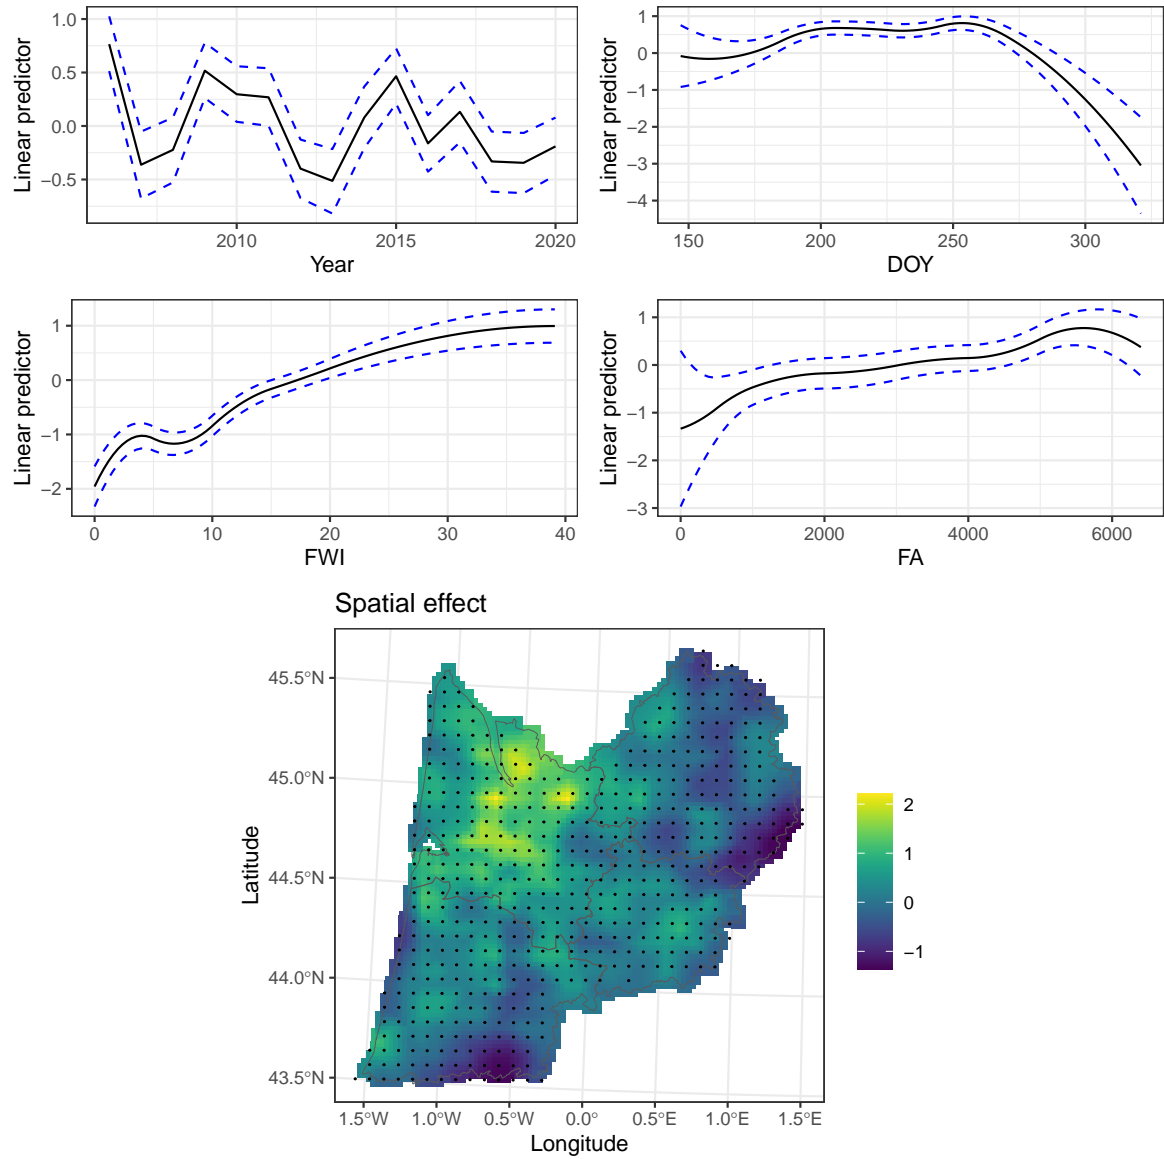 Linear predictor
1.0
0.5
0.0
−0.5
2010
2015
2020
Year
Linear predictor
1
0
−1
−2
−3
−4
150
200
250
300
DOY
Linear predictor
1
0
−1
−2
0
10
20
30
40
FWI
Linear predictor
1
0
−1
−2
−3
0
2000
4000
6000
FA
Spatial effect
Latitude
45.5°N
45.0°N
44.5°N
44.0°N
43.5°N
1.5°W
1.0°W
0.5°W
0.0°
0.5°E
1.0°E
1.5°E
Longitude
2
1
0
−1